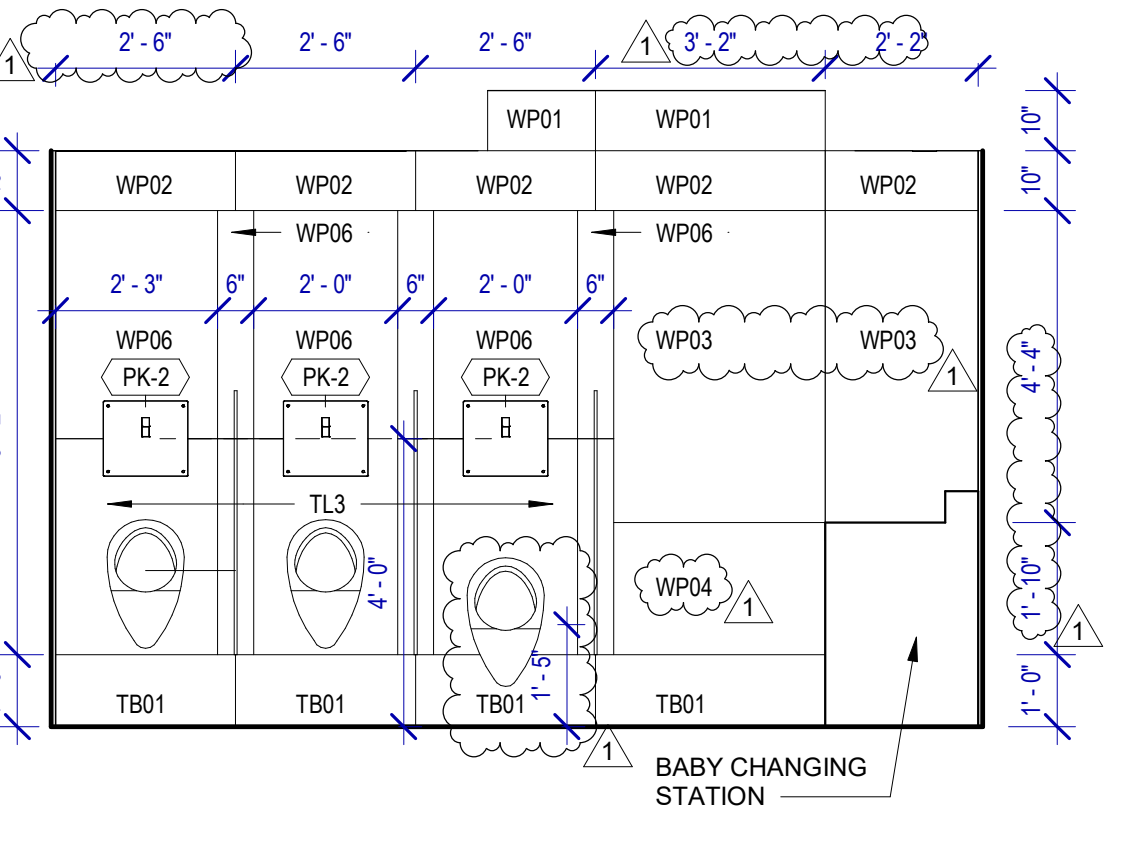 2' - 6" 2' - 6" 2' - 6" 1 3' - 2" 2' - 2"
1
WP01 WP01 10"
WP02 WP02 WP02 WP02 WP02 10"
WP06 WP06
2' - 3" 6" 2' - 0" 6" 2' - 0" 6"
WP06 WP06 WP06 WP03 WP03 4' - 4"
PK-2 PK-2 PK-2 1
TL3
4' - 0" WP04 1 1' - 10"
1
1' - 5"
TB01 TB01 TB01 TB01 1' - 0"
1
BABY CHANGING
STATION